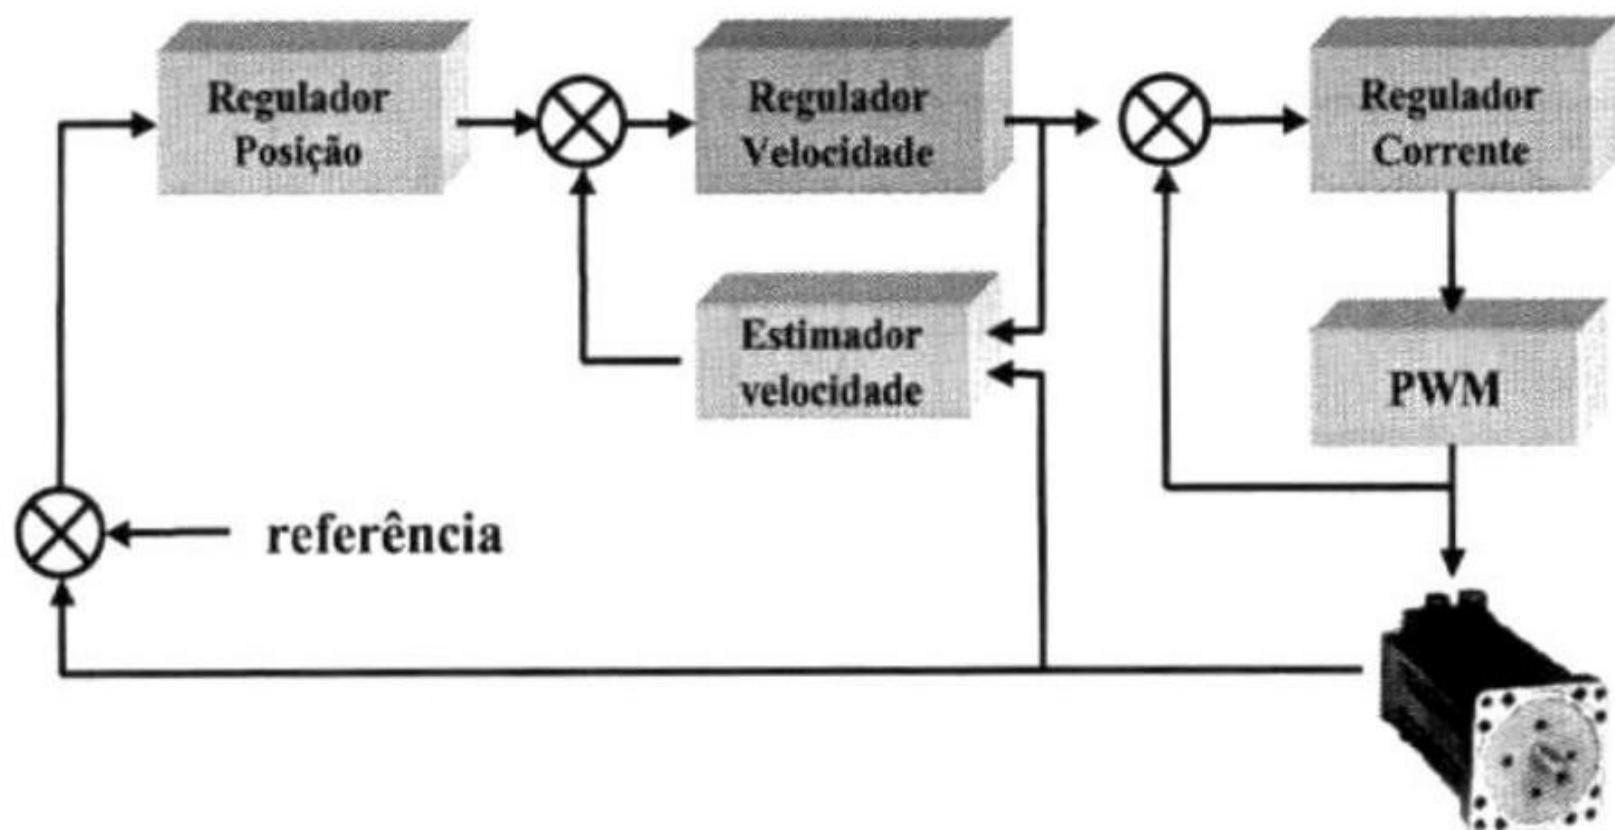 Regulador
Posição
Regulador
Velocidade
Regulador
Corrente
Estimador
velocidade
PWM
referência